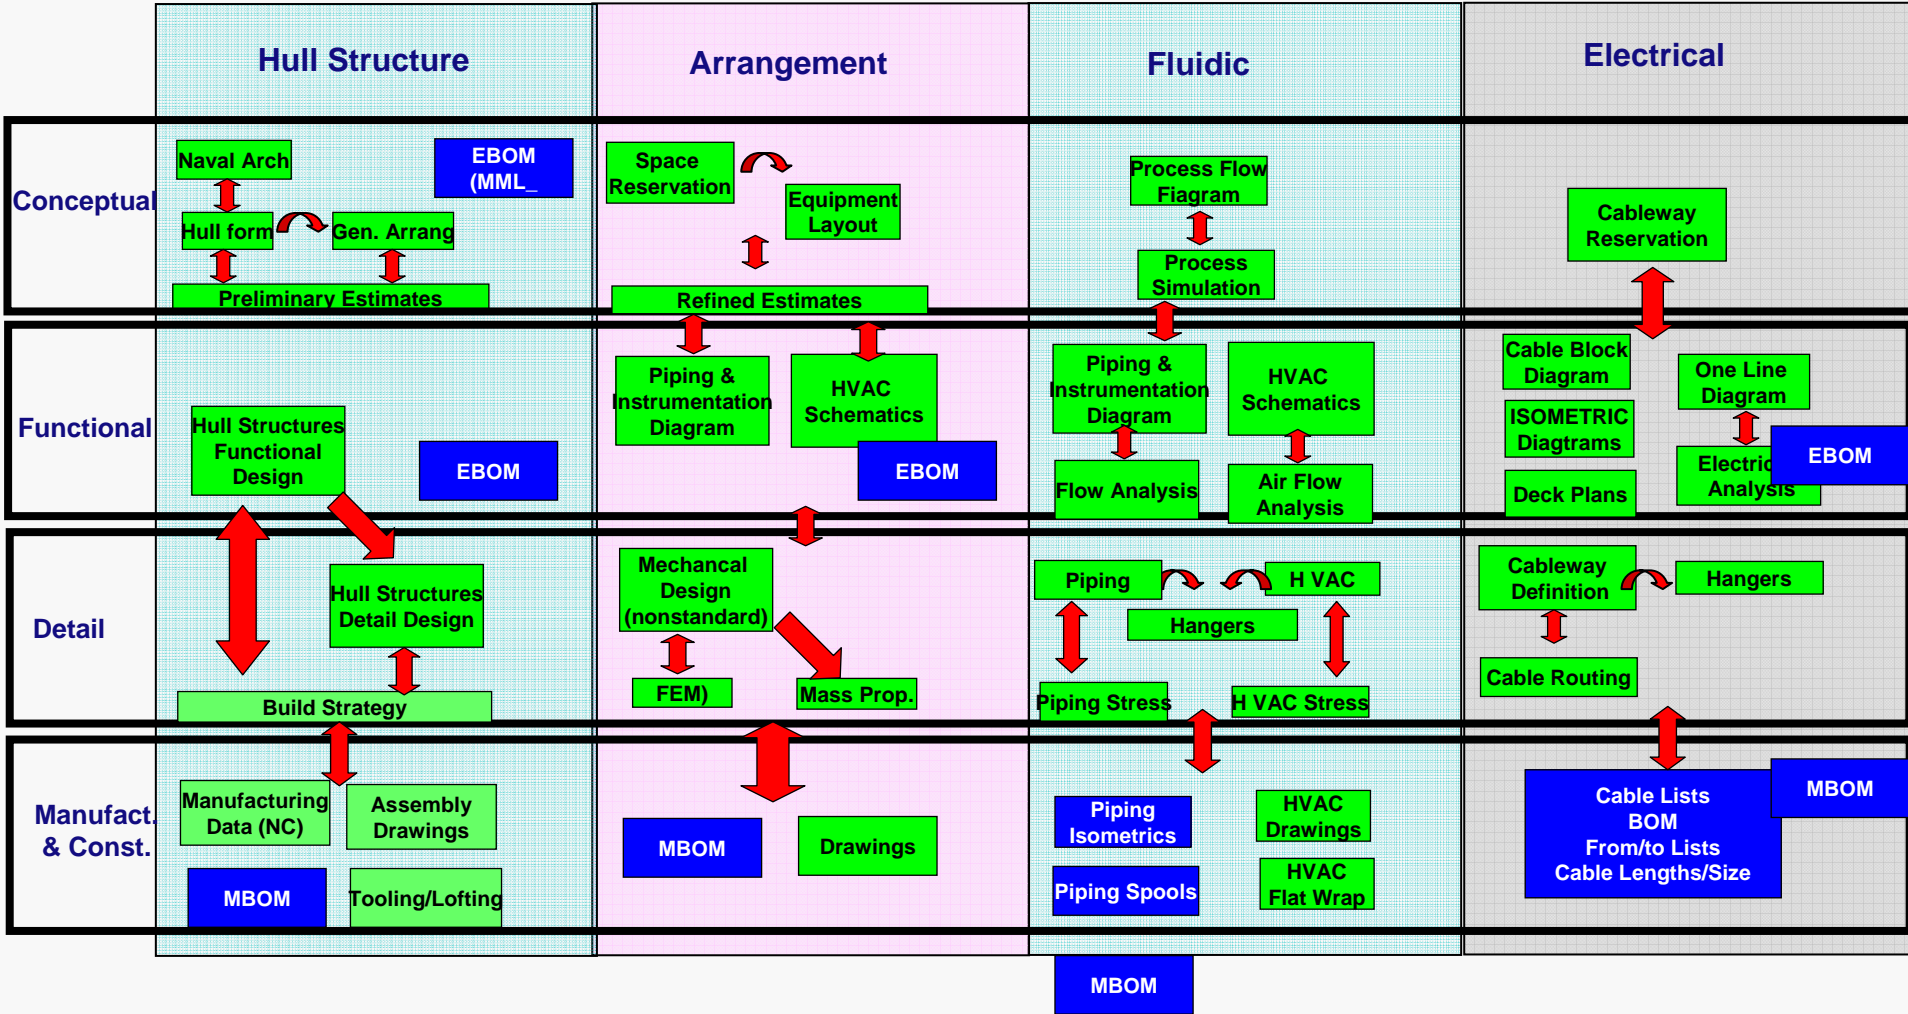 Hull Structure
Arrangement
Fluidic
Electrical
Conceptual
Naval Arch
EBOM
(MML_
Hull form
Gen. Arrang
Preliminary Estimates
Space
Reservation
Equipment
Layout
Refined Estimates
Process Flow
Fiagram
Process
Simulation
Cableway
Reservation
Functional
Hull Structures
Functional
Design
EBOM
Piping &
Instrumentation
Diagram
HVAC
Schematics
EBOM
Piping &
Instrumentation
Diagram
HVAC
Schematics
Flow Analysis
Air Flow
Analysis
Cable Block
Diagram
One Line
Diagram
ISOMETRIC
Diagtrams
Deck Plans
Electric
Analysis
EBOM
Detail
Hull Structures
Detail Design
Build Strategy
Mechancal
Design
(nonstandard)
FEM)
Mass Prop.
Piping
H VAC
Hangers
Piping Stress
H VAC Stress
Cableway
Definition
Hangers
Cable Routing
Manufact.
& Const.
Manufacturing
Data (NC)
Assembly
Drawings
MBOM
Tooling/Lofting
MBOM
Drawings
Piping
Isometrics
HVAC
Drawings
Piping Spools
HVAC
Flat Wrap
MBOM
Cable Lists
BOM
From/to Lists
Cable Lengths/Size
MBOM